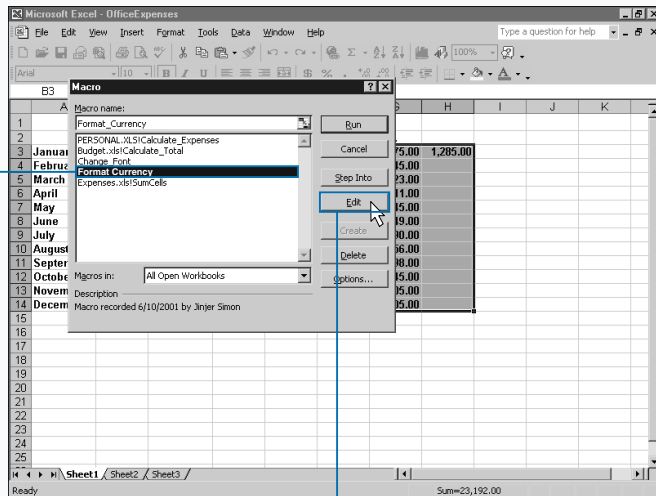 Microsoft Excel - OfficeExpenses
File Edit View Insert Format Tools Data Window Help
Type a question for help
100%
Arial 10 B I U $ % ,
B3
Macro
Macro name:
Format_Currency
PERSONAL.XLS!Calculate_Expenses
Budget.xls!Calculate_Total
Change_Font
Format Currency
Expenses.xls!SumCells
Run
Cancel
Step Into
Edit
Create
Delete
Options...
Macros in: All Open Workbooks
Description
Macro recorded 6/10/2001 by Jinjer Simon
A G H I J K
1
2
3 Januar 75.00 1,285.00
4 Februa 45.00
5 March 23.00
6 April 11.00
7 May 45.00
8 June 49.00
9 July 90.00
10 August 56.00
11 Septer 98.00
12 Octobe 45.00
13 Novem 05.00
14 Decem 05.00
15
16
17
18
19
20
21
22
23
24
25
Sheet1 Sheet2 Sheet3
Ready Sum=23,192.00